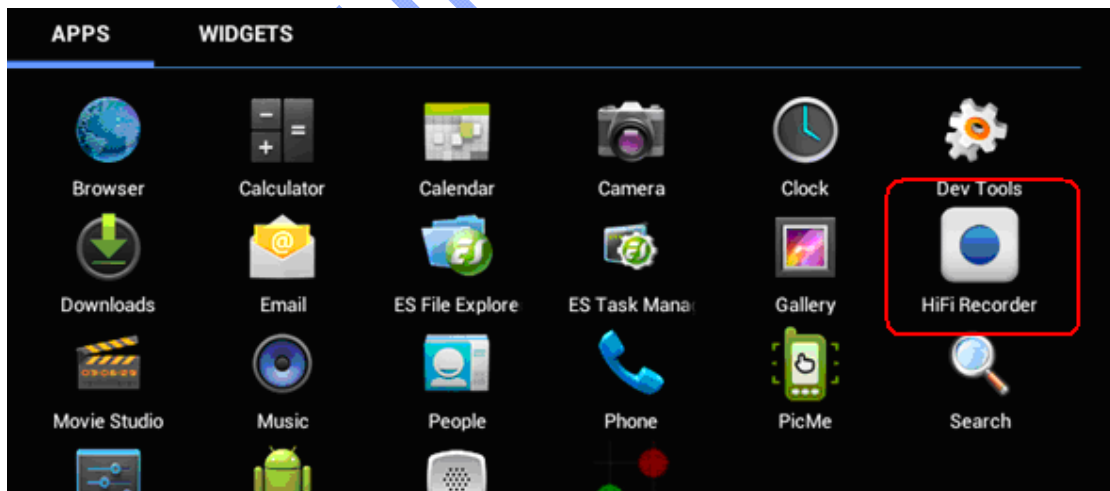 APPS WIDGETS
Browser Calculator Calendar Camera Clock Dev Tools
Downloads Email ES File Explore ES Task Mana Gallery HiFi Recorder
Movie Studio Music People Phone PicMe Search